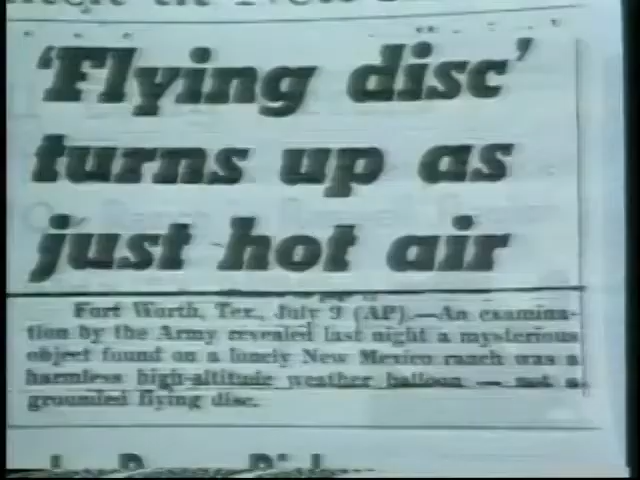 'Flying disc'
turns up as
just hot air
Fort Worth, Tex., July 9 (AP).—An examina-
tion by the Army revealed last night a mysterious
object found on a lonely New Mexico ranch was a
harmless high-altitude weather balloon — not a
grounded flying disc.